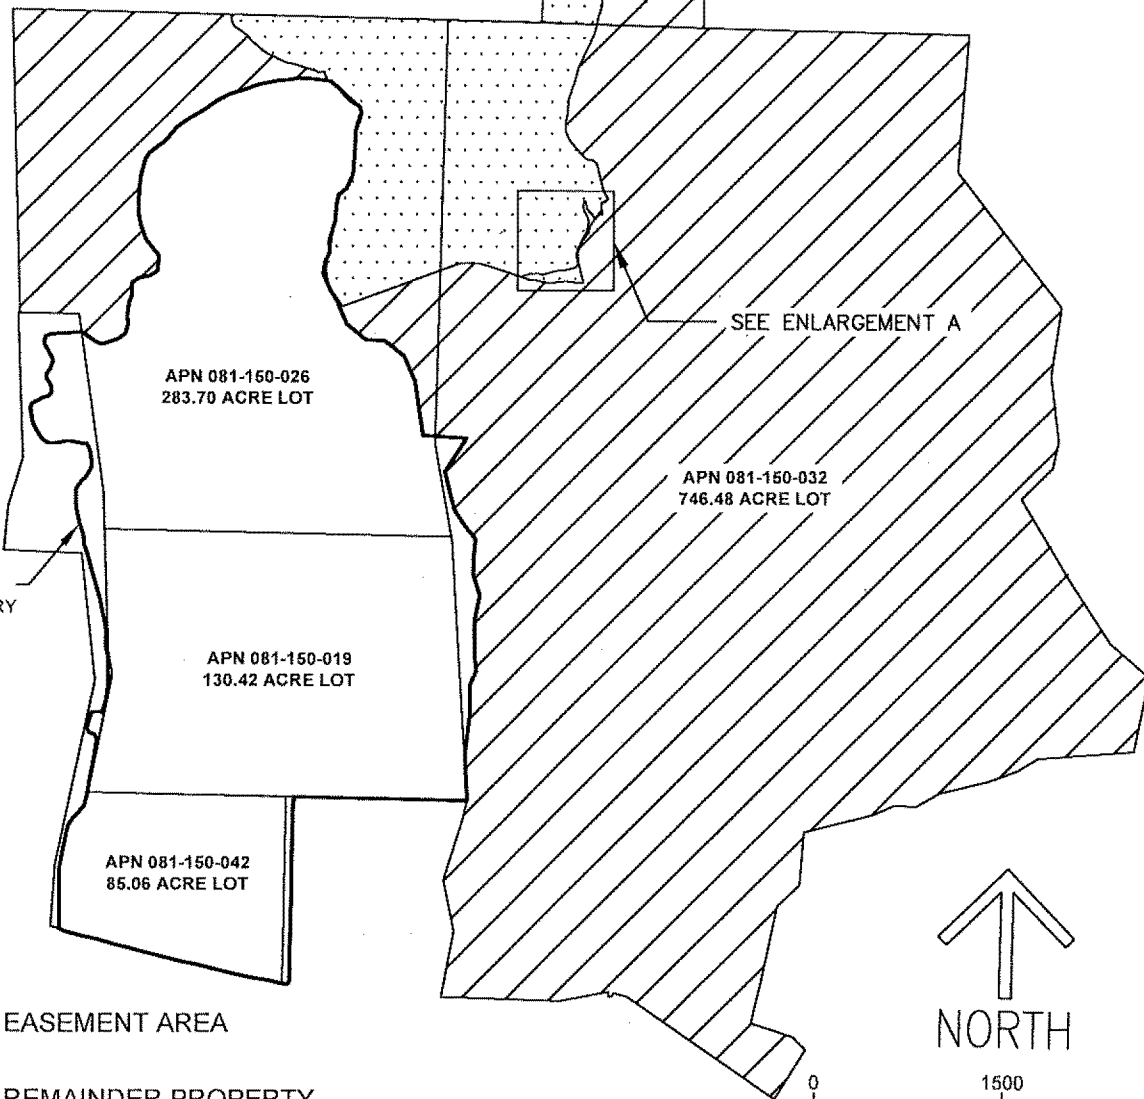 SEE ENLARGEMENT A
APN 081-150-026
283.70 ACRE LOT
APN 081-150-032
746.48 ACRE LOT
RY
APN 081-150-019
130.42 ACRE LOT
APN 081-150-042
85.06 ACRE LOT
EASEMENT AREA
NORTH
REMAINDER PROPERTY
0 1500